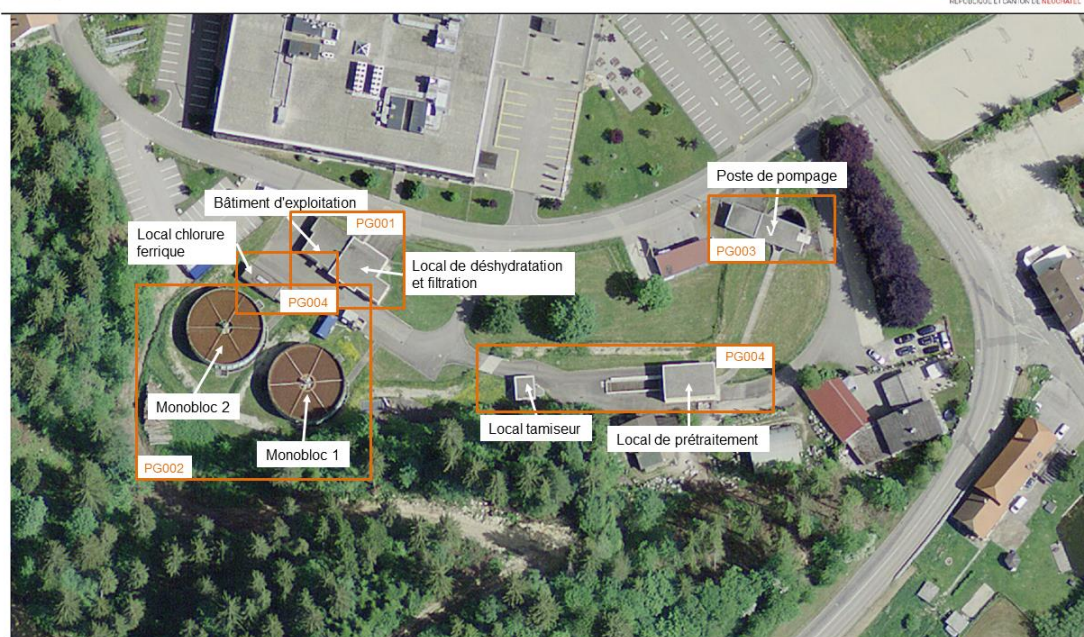 RÉPUBLIQUE ET CANTON DE NEUCHÂTEL
Poste de pompage
Bâtiment d'exploitation
PG001
Local chlorure
ferrique
PG003
Local de déshydratation
et filtration
PG004
PG004
Monobloc 2
Local tamiseur
Local de prétraitement
Monobloc 1
PG002